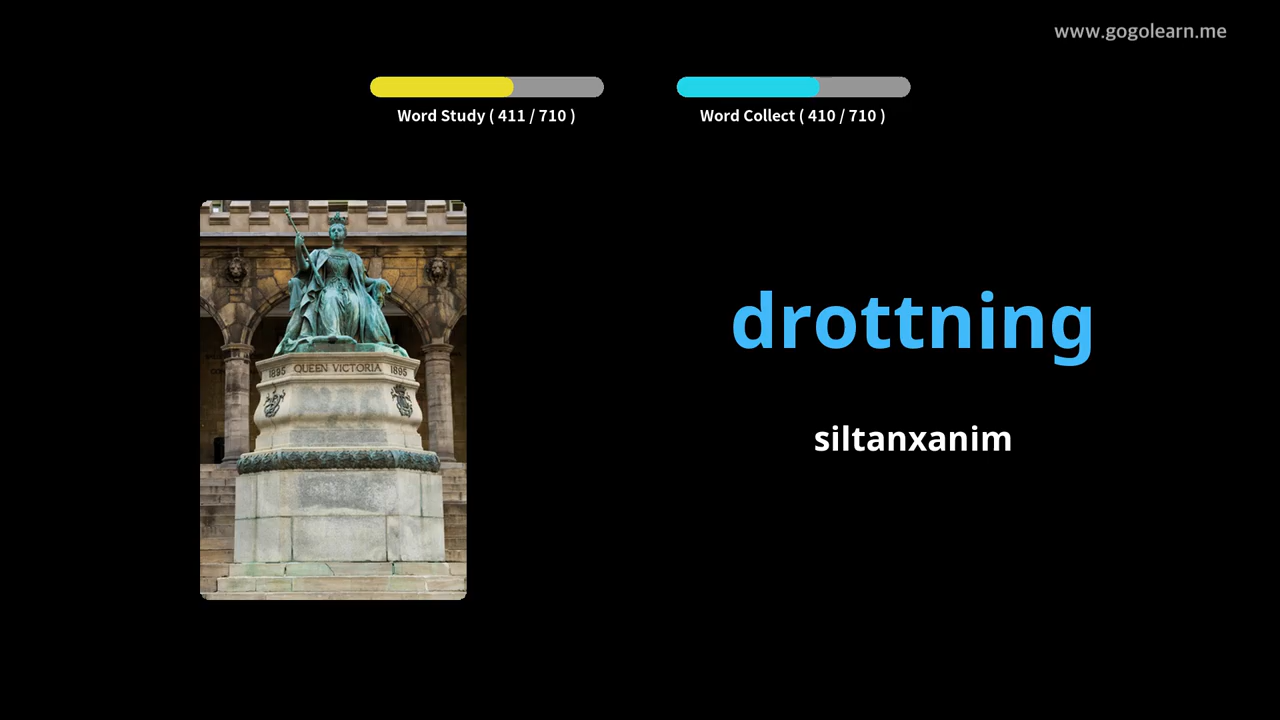 www.gogolearn.me
Word Study ( 411 / 710 )
Word Collect ( 410 / 710 )
1895 QUEEN VICTORIA 1895
drottning
siltanxanim